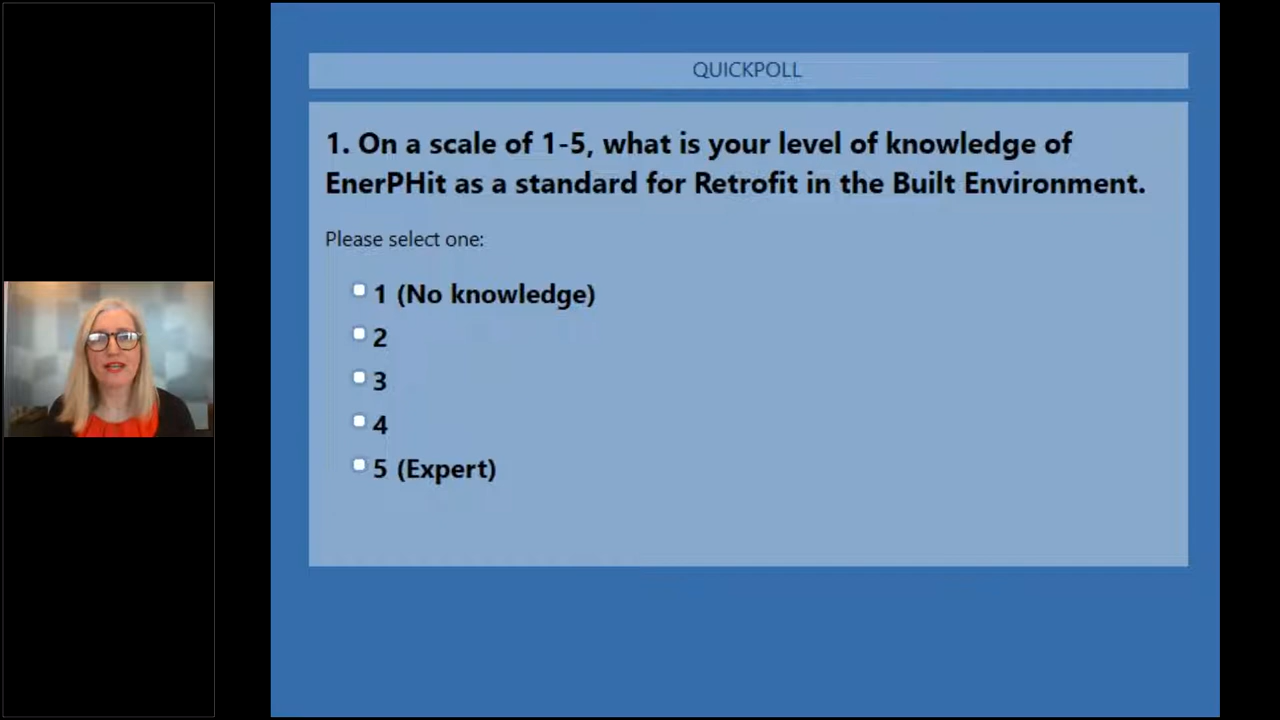 QUICKPOLL
1. On a scale of 1-5, what is your level of knowledge of
EnerPHit as a standard for Retrofit in the Built Environment.
Please select one:
1 (No knowledge)
2
3
4
5 (Expert)